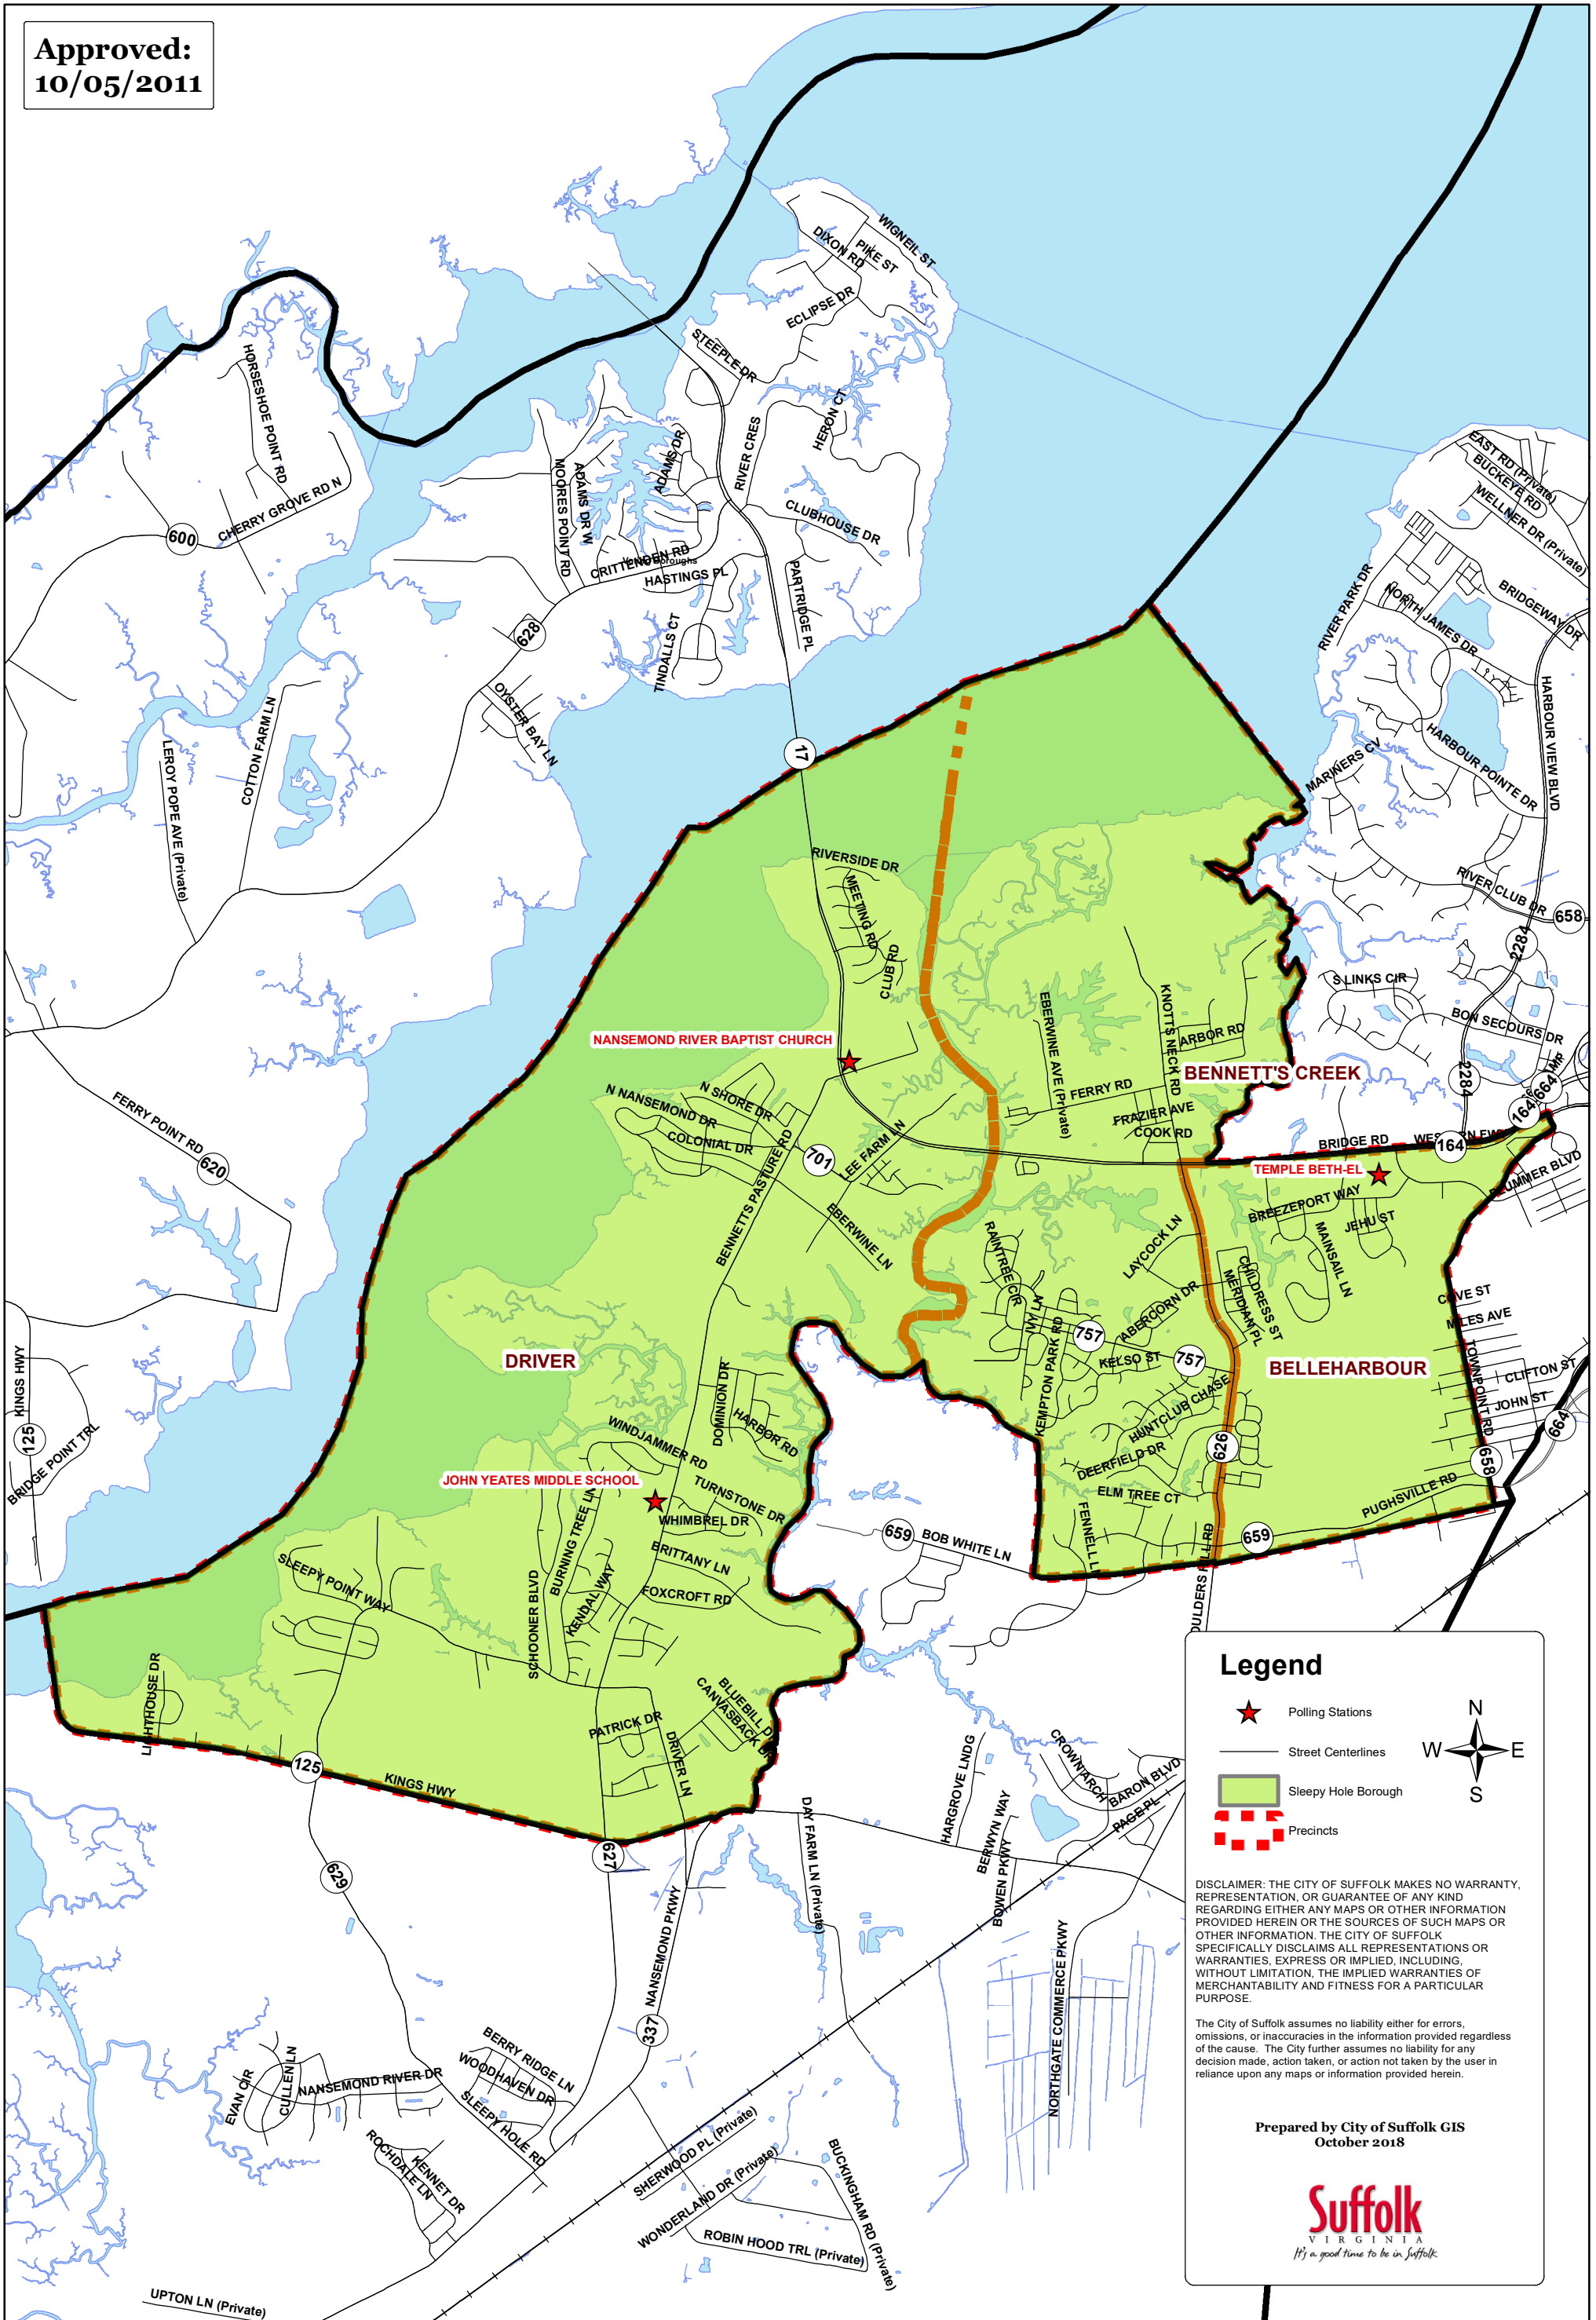 Approved:
10/05/2011
WIGNEIL ST
DIXON RD
PIKE ST
ECLIPSE DR
STEEPLE DR
HORSESHOE POINT RD
CHERRY GROVE RD N
600
ADAMS DR
ADAMS DR W
MOORES POINT RD
RIVER CRES
HERON CT
CLUBHOUSE DR
CRITTENDEN RD
HASTINGS PL
PARTRIDGE PL
TINDALLS CT
628
OYSTER BAY LN
COTTON FARM LN
LEROY POPE AVE (Private)
17
EAST RD (Private)
BUCKEYE RD
WELLNER DR (Private)
RIVER PARK DR
NORTH JAMES DR
BRIDGEWAY DR
HARBOUR VIEW BLVD
HARBOUR POINTE DR
MARINERS CV
RIVER CLUB DR
658
2284
S LINKS CIR
BON SECOURS DR
2284
664
164
RIVERSIDE DR
MEETING RD
CLUB RD
NANSEMOND RIVER BAPTIST CHURCH
EBERWINE AVE (Private)
KNOTTS NECK RD
ARBOR RD
BENNETT'S CREEK
FERRY RD
FRAZIER AVE
COOK RD
N SHORE DR
N NANSEMOND DR
COLONIAL DR
701
LEE FARM LN
BENNETTS PASTURE RD
EBERWINE LN
BRIDGE RD
164
TEMPLE BETH-EL
BREEZEPORT WAY
JEHU ST
MAINSAIL LN
FERRY POINT RD
620
RAINTREE CIR
LAYCOCK LN
CHILDRESS ST
MERIDIAN PL
ABERCORN DR
IVY LN
757
757
KELSO ST
KEMPTON PARK RD
HUNTCLUB CHASE
DEERFIELD DR
ELM TREE CT
626
BELLEHARBOUR
COVE ST
MILES AVE
TOWNPOINT RD
CLIFTON ST
JOHN ST
664
658
PUGHSVILLE RD
659
KINGS HWY
125
BRIDGE POINT TRL
DRIVER
DOMINION DR
HARBOR RD
WINDJAMMER RD
JOHN YEATES MIDDLE SCHOOL
TURNSTONE DR
WHIMBREL DR
BURNING TREE LN
BRITTANY LN
FOXCROFT RD
KENDAL WAY
SCHOONER BLVD
SLEEPY POINT WAY
659
BOB WHITE LN
LIGHTHOUSE DR
PATRICK DR
DRIVER LN
CANVASBACK DR
125
KINGS HWY
627
629
NANSEMOND PKWY
337
DAY FARM LN (Private)
HARGROVE LNDG
BERWYN WAY
BOWEN PKWY
CROWN ARCH
BARON BLVD
PAGE PL
NORTHGATE COMMERCE PKWY
EVAN CIR
CULLEN LN
NANSEMOND RIVER DR
BERRY RIDGE LN
WOODHAVEN DR
SLEEPY HOLE RD
ROCHDALE LN
KENNET DR
SHERWOOD PL (Private)
WONDERLAND DR (Private)
BUCKINGHAM RD (Private)
ROBIN HOOD TRL (Private)
UPTON LN (Private)
Legend
Polling Stations
Street Centerlines
Sleepy Hole Borough
Precincts
N
W
E
S
DISCLAIMER: THE CITY OF SUFFOLK MAKES NO WARRANTY,
REPRESENTATION, OR GUARANTEE OF ANY KIND
REGARDING EITHER ANY MAPS OR OTHER INFORMATION
PROVIDED HEREIN OR THE SOURCES OF SUCH MAPS OR
OTHER INFORMATION. THE CITY OF SUFFOLK
SPECIFICALLY DISCLAIMS ALL REPRESENTATIONS OR
WARRANTIES, EXPRESS OR IMPLIED, INCLUDING,
WITHOUT LIMITATION, THE IMPLIED WARRANTIES OF
MERCHANTABILITY AND FITNESS FOR A PARTICULAR
PURPOSE.
The City of Suffolk assumes no liability either for errors,
omissions, or inaccuracies in the information provided regardless
of the cause. The City further assumes no liability for any
decision made, action taken, or action not taken by the user in
reliance upon any maps or information provided herein.
Prepared by City of Suffolk GIS
October 2018
Suffolk
VIRGINIA
It's a good time to be in Suffolk